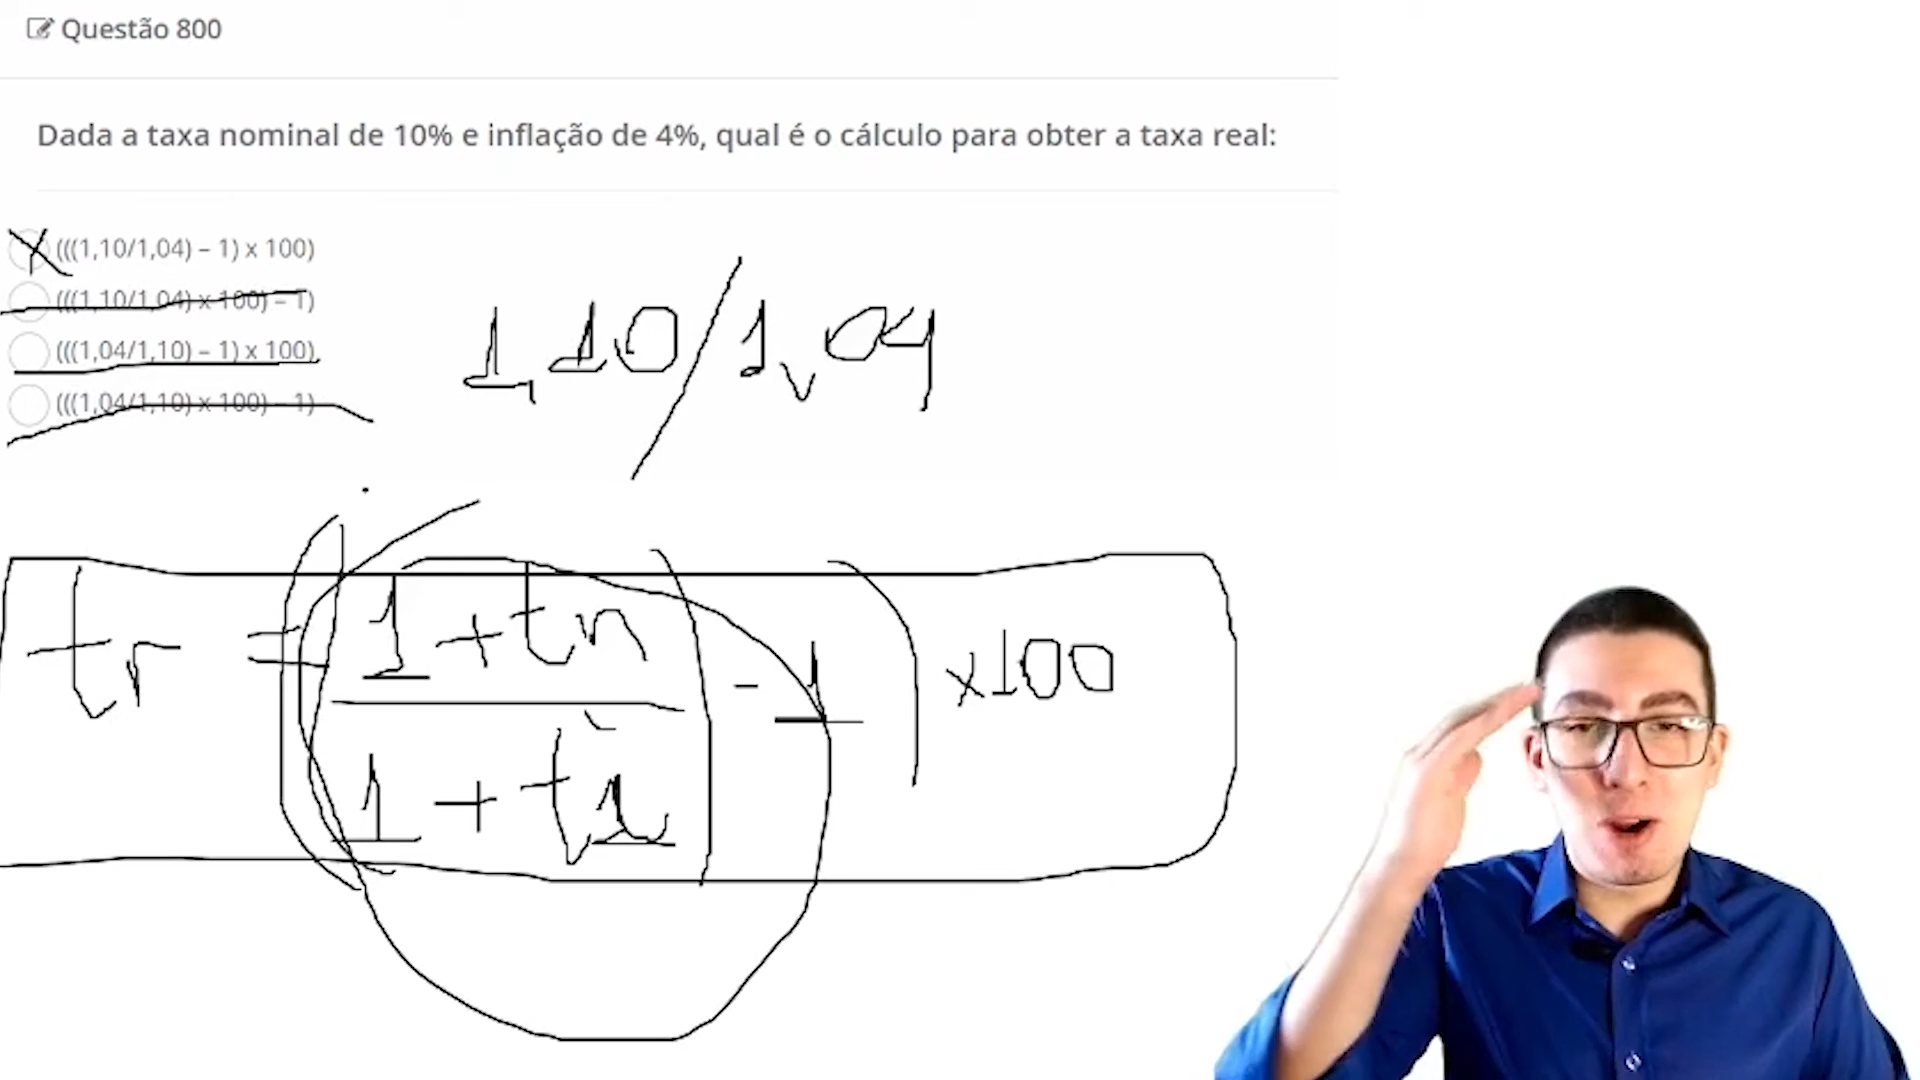 Questão 800
Dada a taxa nominal de 10% e inflação de 4%, qual é o cálculo para obter a taxa real:
X (((1,10/1,04) – 1) x 100)
(((1,10/1,04) x 100) – 1)
(((1,04/1,10) – 1) x 100)
(((1,04/1,10) x 100) – 1)
1,10/1,04
tr = ((1+tn
1+ti) - 1) x100